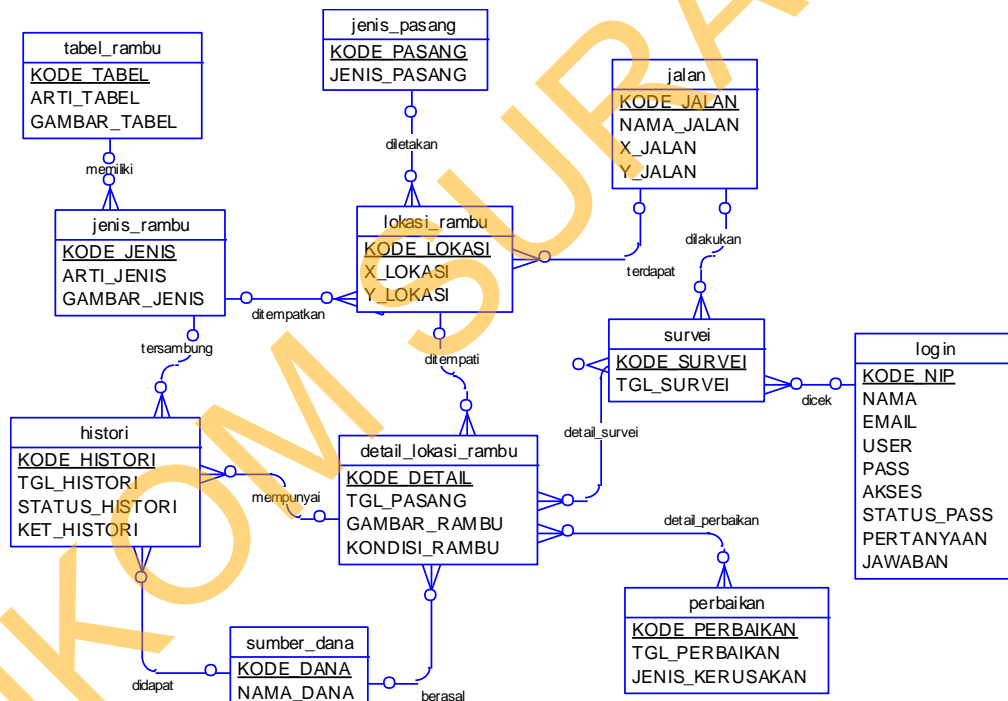 tabel_rambu
KODE_TABEL
ARTI_TABEL
GAMBAR_TABEL
jenis_pasang
KODE_PASANG
JENIS_PASANG
jalan
KODE_JALAN
NAMA_JALAN
X_JALAN
Y_JALAN
memiliki
diletakan
jenis_rambu
KODE_JENIS
ARTI_JENIS
GAMBAR_JENIS
lokasi_rambu
KODE_LOKASI
X_LOKASI
Y_LOKASI
dilakukan
terdapat
ditempatkan
tersambung
ditempati
survei
KODE_SURVEI
TGL_SURVEI
login
KODE_NIP
NAMA
EMAIL
USER
PASS
AKSES
STATUS_PASS
PERTANYAAN
JAWABAN
dicek
histori
KODE_HISTORI
TGL_HISTORI
STATUS_HISTORI
KET_HISTORI
mempunyai
detail_lokasi_rambu
KODE_DETAIL
TGL_PASANG
GAMBAR_RAMBU
KONDISI_RAMBU
detail_survei
detail_perbaikan
perbaikan
KODE_PERBAIKAN
TGL_PERBAIKAN
JENIS_KERUSAKAN
sumber_dana
KODE_DANA
NAMA_DANA
didapat
berasal
IKOM SURA